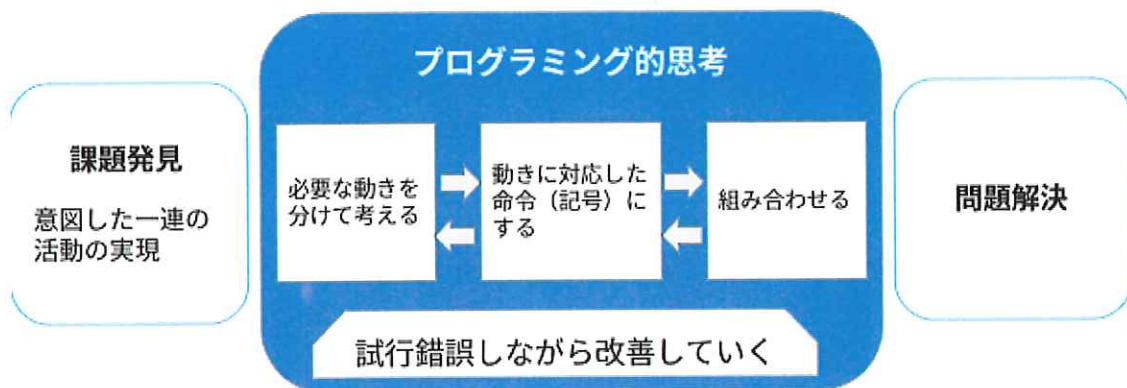 プログラミング的思考
課題発見
意図した一連の
活動の実現
必要な動きを
分けて考える
動きに対応した
命令（記号）に
する
組み合わせる
試行錯誤しながら改善していく
問題解決